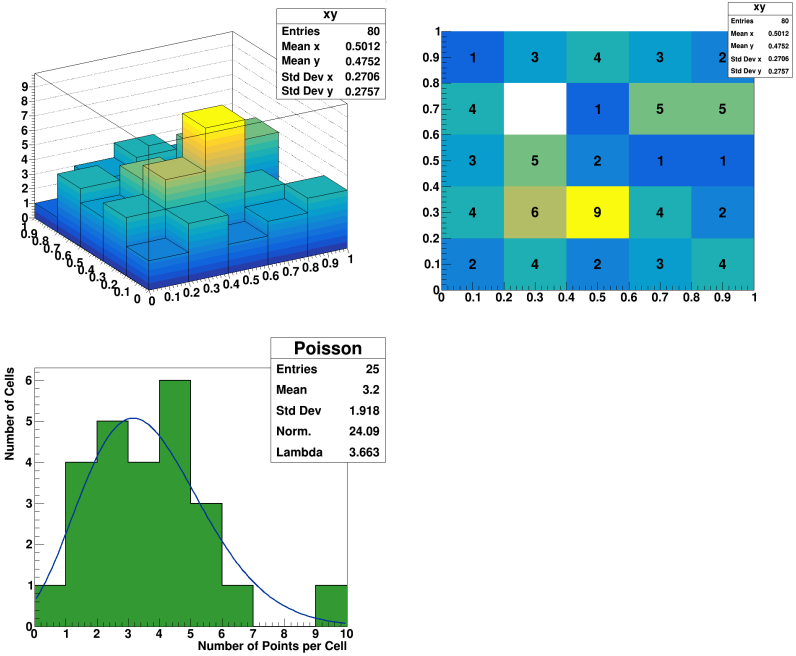 xy
Entries 80
Mean x 0.5012
Mean y 0.4752
Std Dev x 0.2706
Std Dev y 0.2757
9
8
7
6
5
4
3
2
1
0
1
0.9
0.8
0.7
0.6
0.5
0.4
0.3
0.2
0.1
0
0 0.1 0.2 0.3 0.4 0.5 0.6 0.7 0.8 0.9 1
xy
Entries 80
Mean x 0.5012
Mean y 0.4752
Std Dev x 0.2706
Std Dev y 0.2757
1
0.9 1 3 4 3 2
0.8
0.7 4 1 5 5
0.6
0.5 3 5 2 1 1
0.4
0.3 4 6 9 4 2
0.2
0.1 2 4 2 3 4
0
0 0.1 0.2 0.3 0.4 0.5 0.6 0.7 0.8 0.9 1
Poisson
Entries 25
Mean 3.2
Std Dev 1.918
Norm. 24.09
Lambda 3.663
Number of Cells
6
5
4
3
2
1
0
0 1 2 3 4 5 6 7 8 9 10
Number of Points per Cell